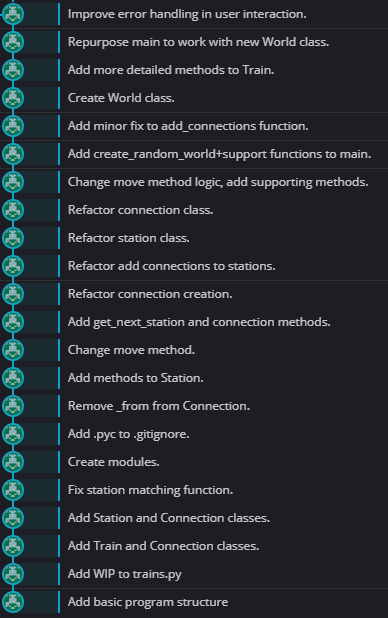 Improve error handling in user interaction.
Repurpose main to work with new World class.
Add more detailed methods to Train.
Create World class.
Add minor fix to add_connections function.
Add create_random_world+support functions to main.
Change move method logic, add supporting methods.
Refactor connection class.
Refactor station class.
Refactor add connections to stations.
Refactor connection creation.
Add get_next_station and connection methods.
Change move method.
Add methods to Station.
Remove _from from Connection.
Add .pyc to .gitignore.
Create modules.
Fix station matching function.
Add Station and Connection classes.
Add Train and Connection classes.
Add WIP to trains.py
Add basic program structure